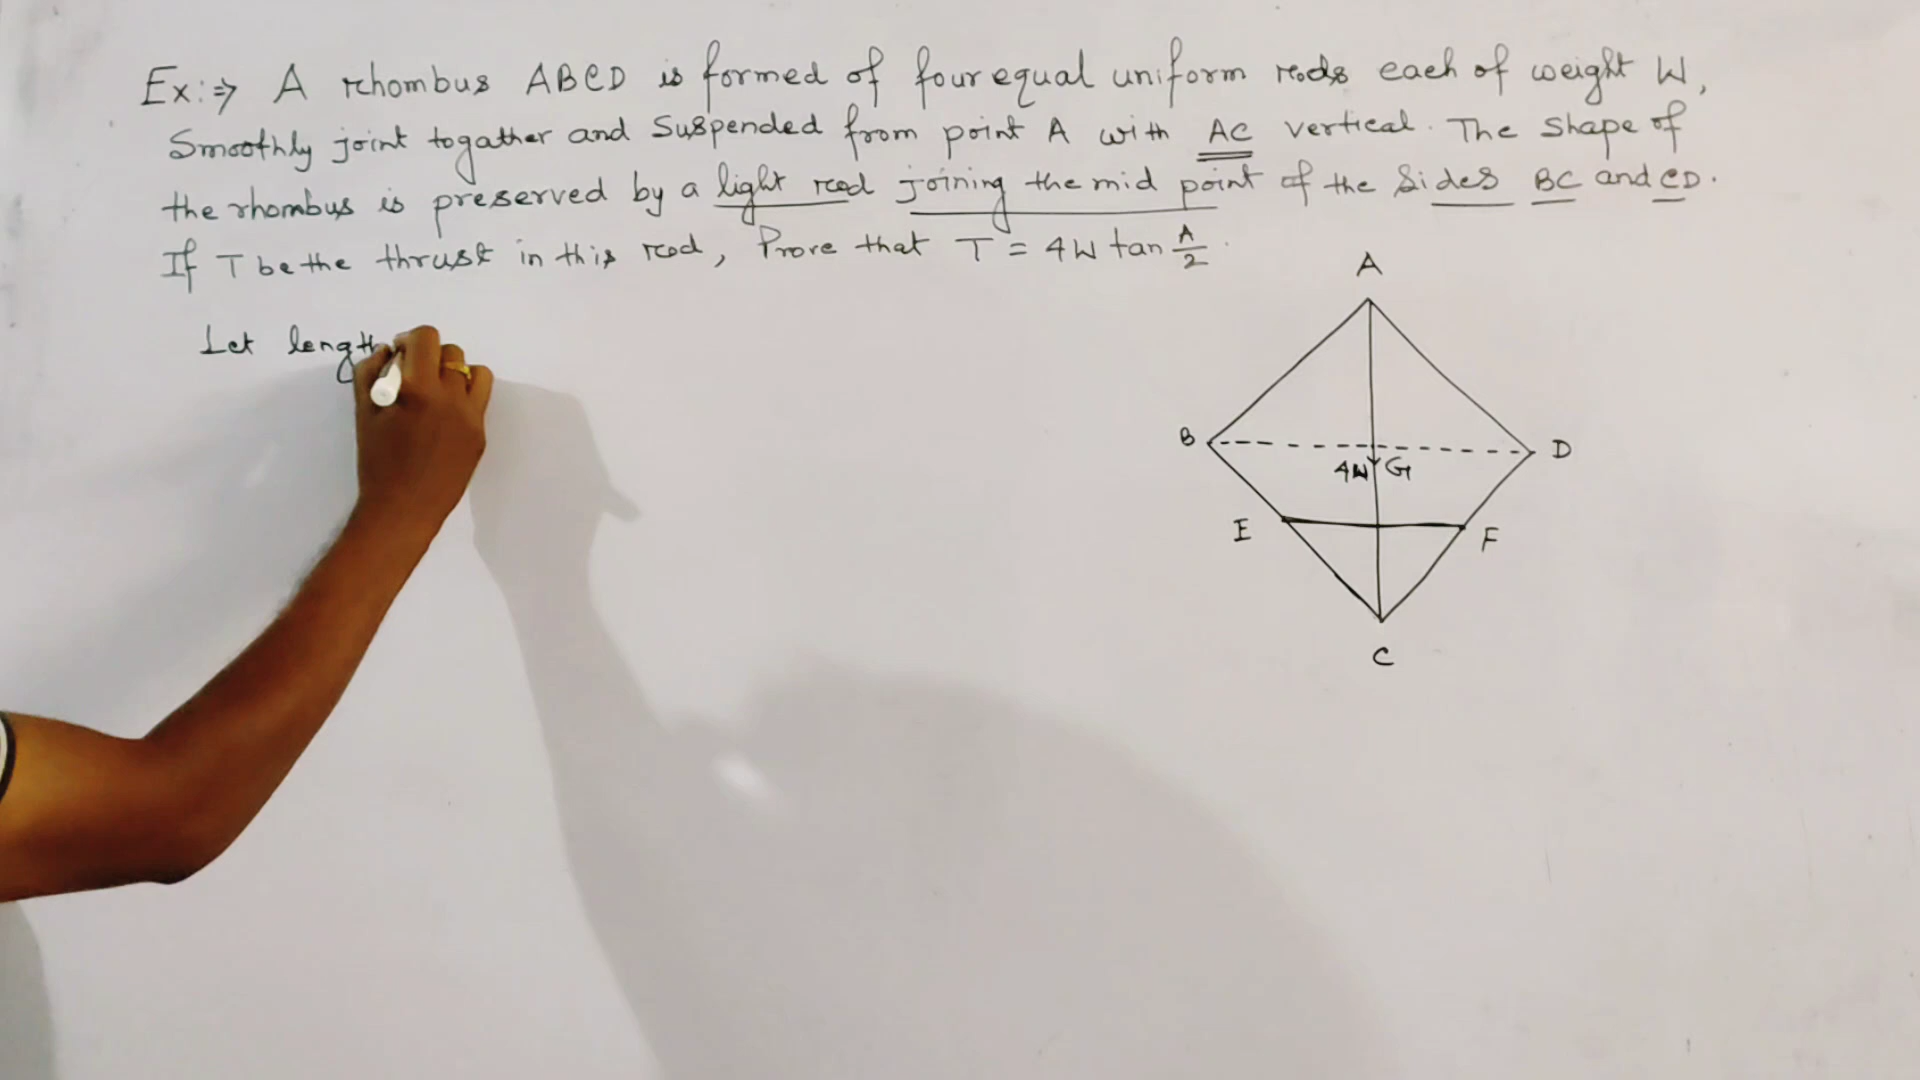 Ex:⇒ A rhombus ABCD is formed of four equal uniform rods each of weight W,
Smoothly joint togather and suspended from point A with AC vertical. The shape of
the rhombus is preserved by a light rod joining the mid point of the sides BC and CD.
If T be the thrust in this rod, Prove that T = 4W tan A/2.
A
Let length
B
D
4W G
E
F
C